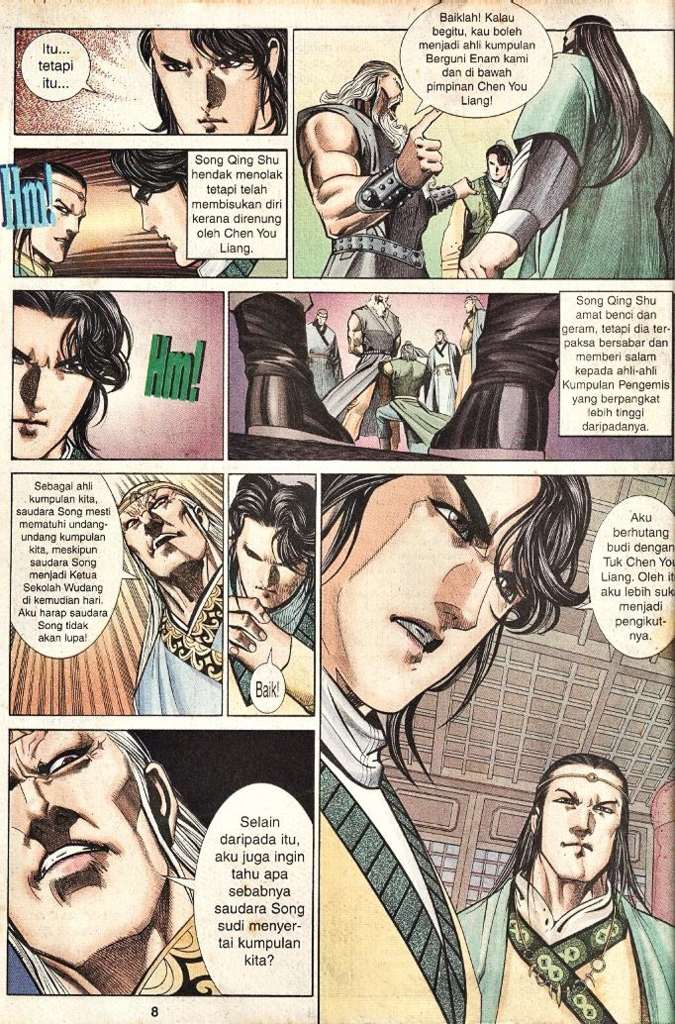 Itu...
tetapi
itu...
Baiklah! Kalau
begitu, kau boleh
menjadi ahli kumpulan
Berguni Enam kami
dan di bawah
pimpinan Chen You
Liang!
Hm!
Song Qing Shu
hendak menolak
tetapi telah
membisukan diri
kerana direnung
oleh Chen You
Liang.
Hm!
Song Qing Shu
amat benci dan
geram, tetapi dia ter-
paksa bersabar dan
memberi salam
kepada ahli-ahli
Kumpulan Pengemis
yang berpangkat
lebih tinggi
daripadanya.
Sebagai ahli
kumpulan kita,
saudara Song mesti
mematuhi undang-
undang kumpulan
kita, meskipun
saudara Song
menjadi Ketua
Sekolah Wudang
di kemudian hari.
Aku harap saudara
Song tidak
akan lupa!
Baik!
Aku
berhutang
budi dengan
Tuk Chen You
Liang. Oleh it
aku lebih suk
menjadi
pengikut-
nya.
Selain
daripada itu,
aku juga ingin
tahu apa
sebabnya
saudara Song
sudi menyer-
tai kumpulan
kita?
8